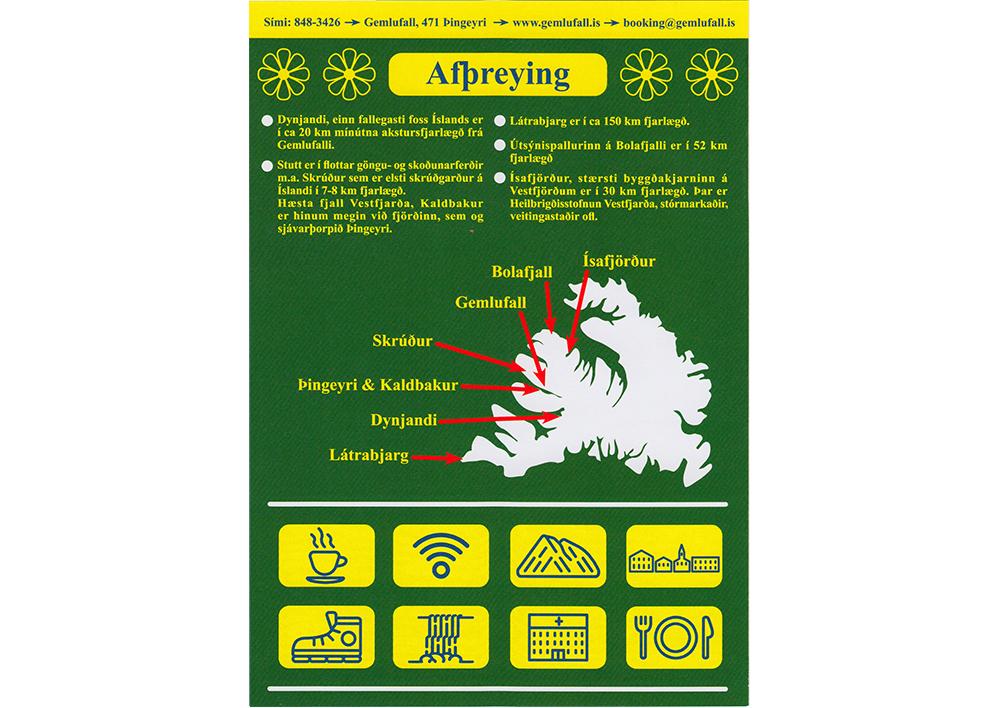 Sími: 848-3426 → Gemlufall, 471 Þingeyri → www.gemlufall.is → booking@gemlufall.is
Afþreying
Dynjandi, einn fallegasti foss Íslands er
í ca 20 km mínútna akstursfjarlægð frá
Gemlufalli.
Stutt er í flottar göngu- og skoðunarferðir
m.a. Skrúður sem er elsti skrúðgarður á
Íslandi í 7-8 km fjarlægð.
Hæsta fjall Vestfjarða, Kaldbakur
er hinum megin við fjörðinn, sem og
sjávarþorpið Þingeyri.
Látrabjarg er í ca 150 km fjarlægð.
Útsýnispallurinn á Bolafjalli er í 52 km
fjarlægð
Ísafjörður, stærsti byggðakjarninn á
Vestfjörðum er í 30 km fjarlægð. Þar er
Heilbrigðisstofnun Vestfjarða, stórmarkaðir,
veitingastaðir ofl.
Ísafjörður
Bolafjall
Gemlufall
Skrúður
Þingeyri & Kaldbakur
Dynjandi
Látrabjarg